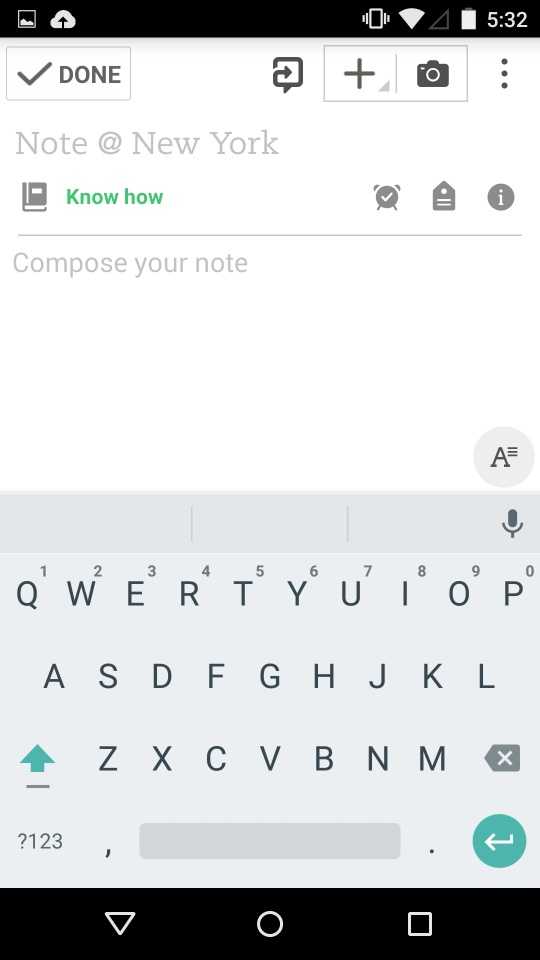 5:32
DONE
Note @ New York
Know how
Compose your note
A
1 2 3 4 5 6 7 8 9 0
Q W E R T Y U I O P
A S D F G H J K L
Z X C V B N M
?123 , .